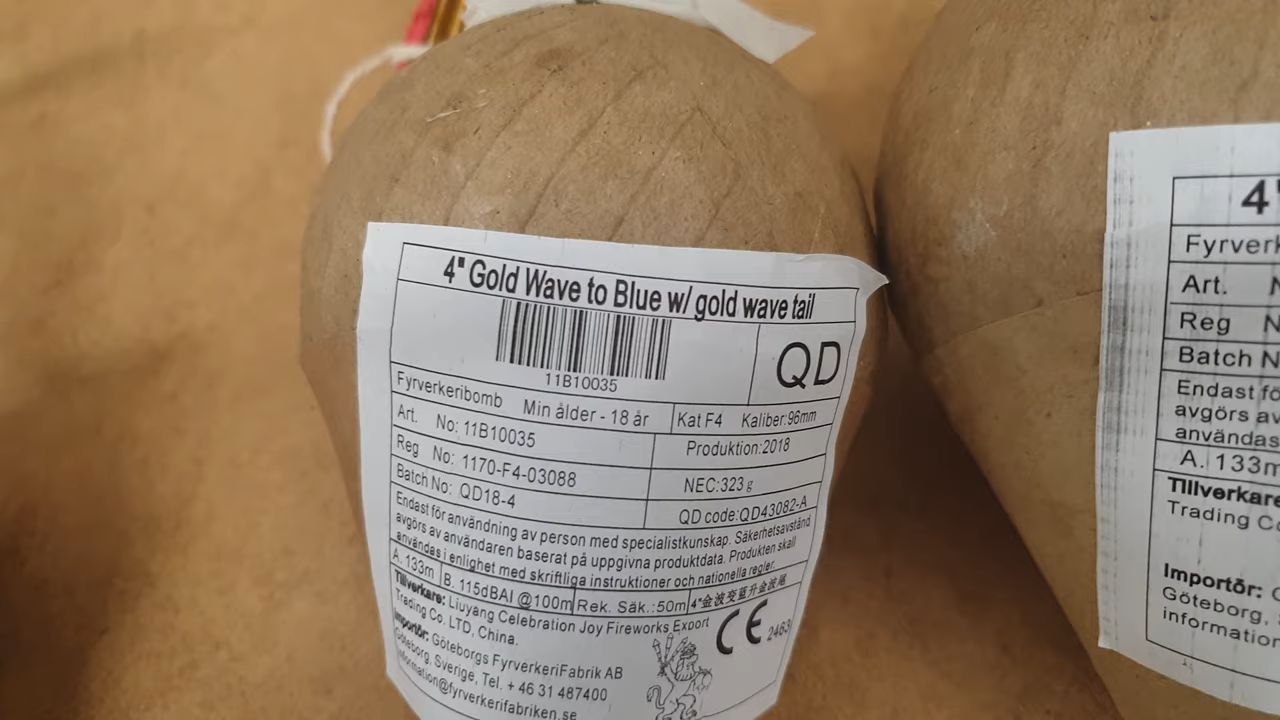 4" Gold Wave to Blue w/ gold wave tail
11B10035
QD
Fyrverkeribomb Min ålder - 18 år Kat F4 Kaliber:96mm
Art. No: 11B10035 Produktion:2018
Reg No: 1170-F4-03088 NEC:323 g
Batch No: QD18-4 QD code:QD43082-A
Endast för användning av person med specialistkunskap. Säkerhetsavstånd
avgörs av användaren baserat på uppgivna produktdata. Produkten skall
användas i enlighet med skriftliga instruktioner och nationella regler.
A. 133m B. 115dBAI @100m Rek. Säk.:50m 4"金波变蓝升金波尾
Tillverkare: Liuyang Celebration Joy Fireworks Export
Trading Co. LTD, China.
CE 2463
Importör: Göteborgs FyrverkeriFabrik AB
Göteborg, Sverige, Tel. + 46 31 487400
information@fyrverkerifabriken.se
4"
Fyrverk
Art. N
Reg N
Batch N
Endast fö
avgörs av
användas
A. 133m
Tillverkare
Trading Co
Importör: G
Göteborg,
information